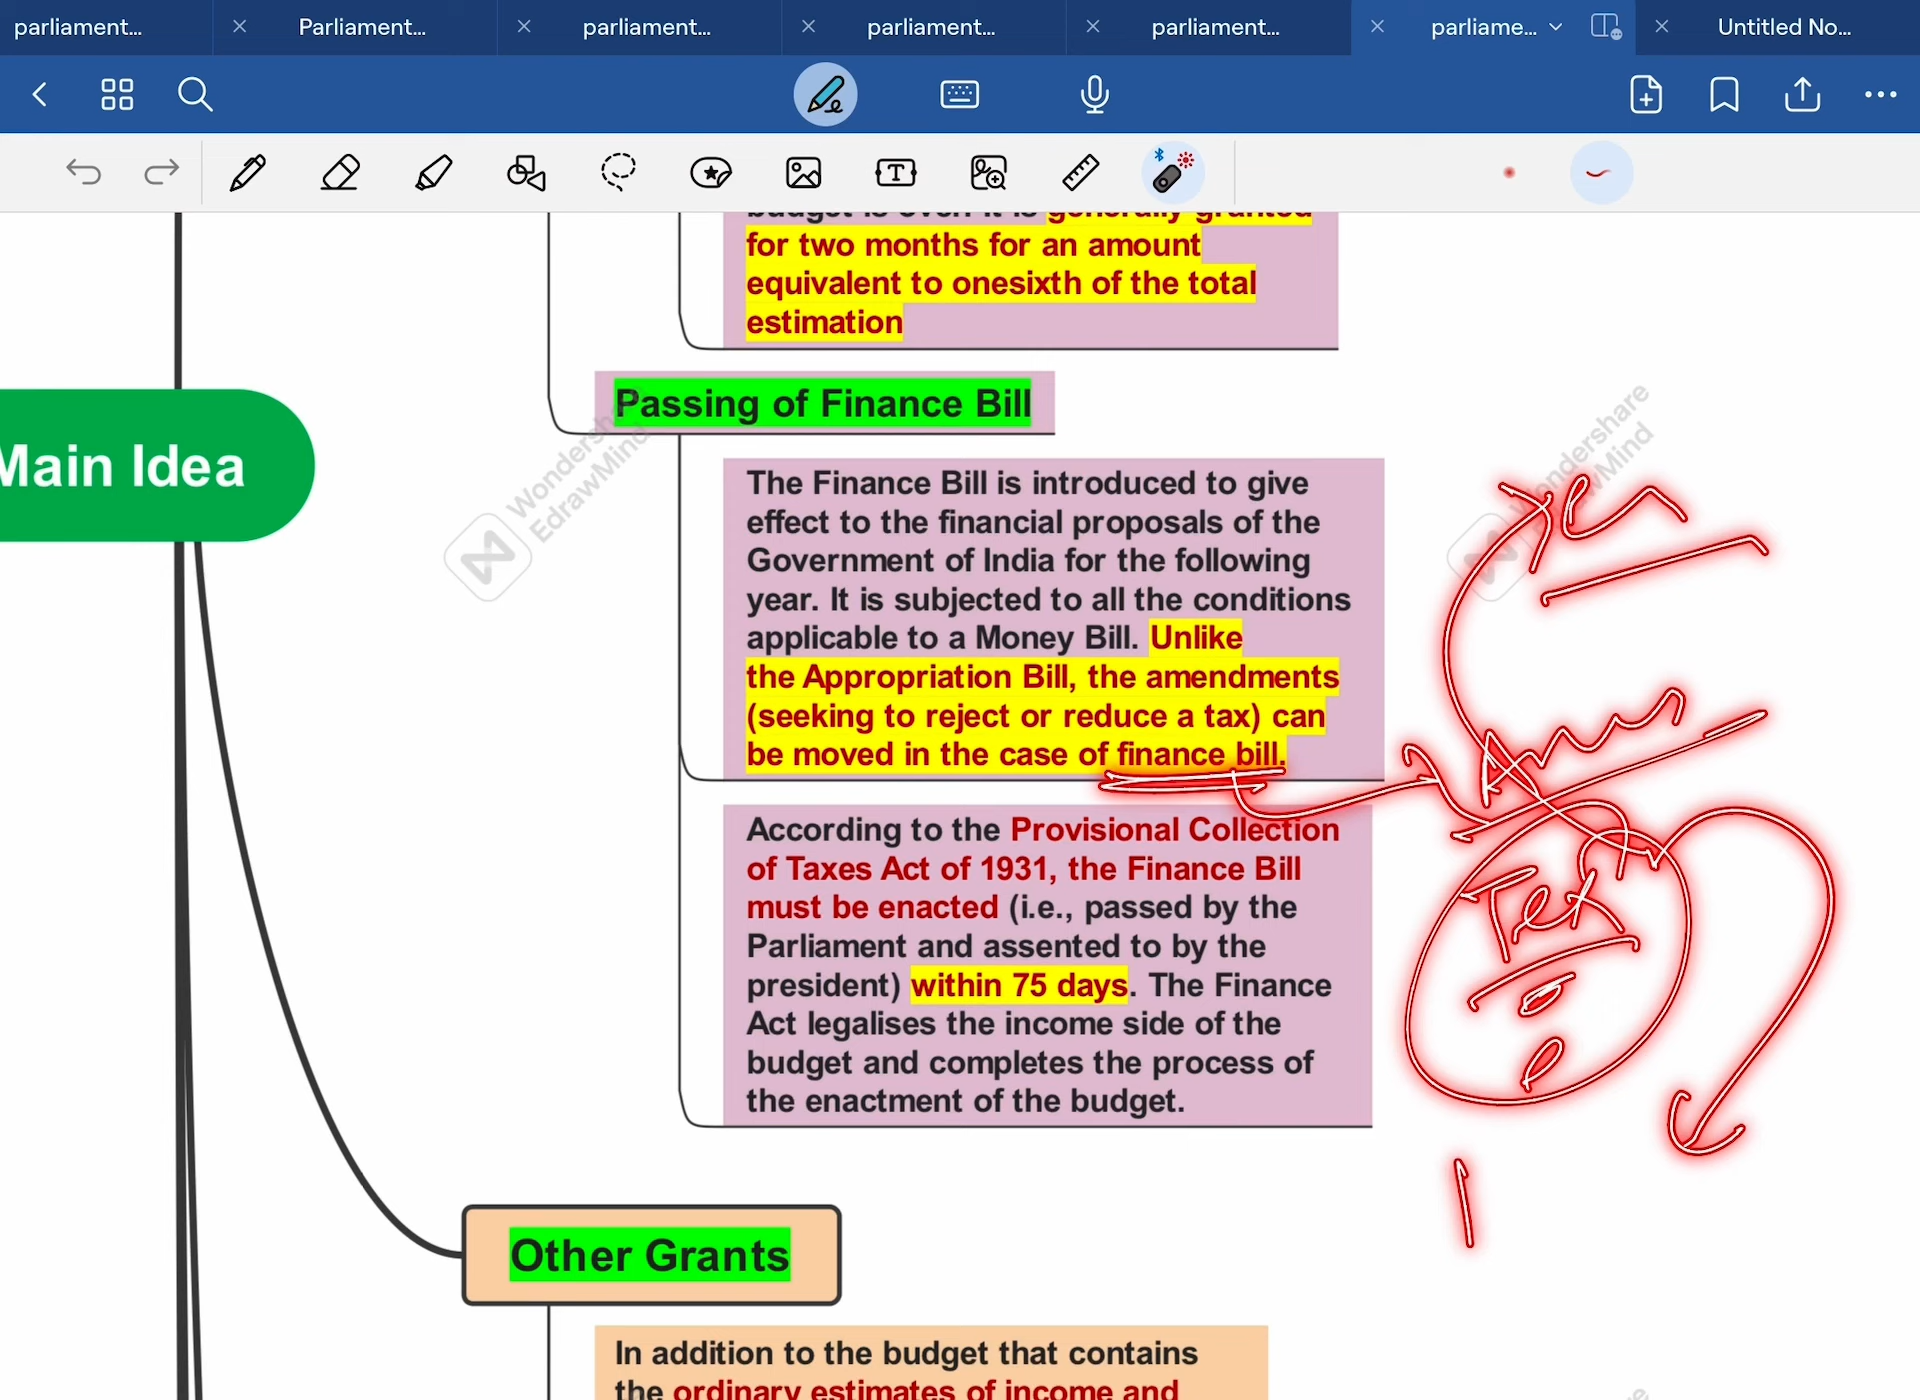 parliament...
Parliament...
parliament...
parliament...
parliament...
parliame...
Untitled No...
budget is over. It is generally granted
for two months for an amount
equivalent to onesixth of the total
estimation
Passing of Finance Bill
Main Idea
Wondershare
EdrawMind
Wondershare
EdrawMind
The Finance Bill is introduced to give
effect to the financial proposals of the
Government of India for the following
year. It is subjected to all the conditions
applicable to a Money Bill. Unlike
the Appropriation Bill, the amendments
(seeking to reject or reduce a tax) can
be moved in the case of finance bill.
According to the Provisional Collection
of Taxes Act of 1931, the Finance Bill
must be enacted (i.e., passed by the
Parliament and assented to by the
president) within 75 days. The Finance
Act legalises the income side of the
budget and completes the process of
the enactment of the budget.
Other Grants
In addition to the budget that contains
the ordinary estimates of income and